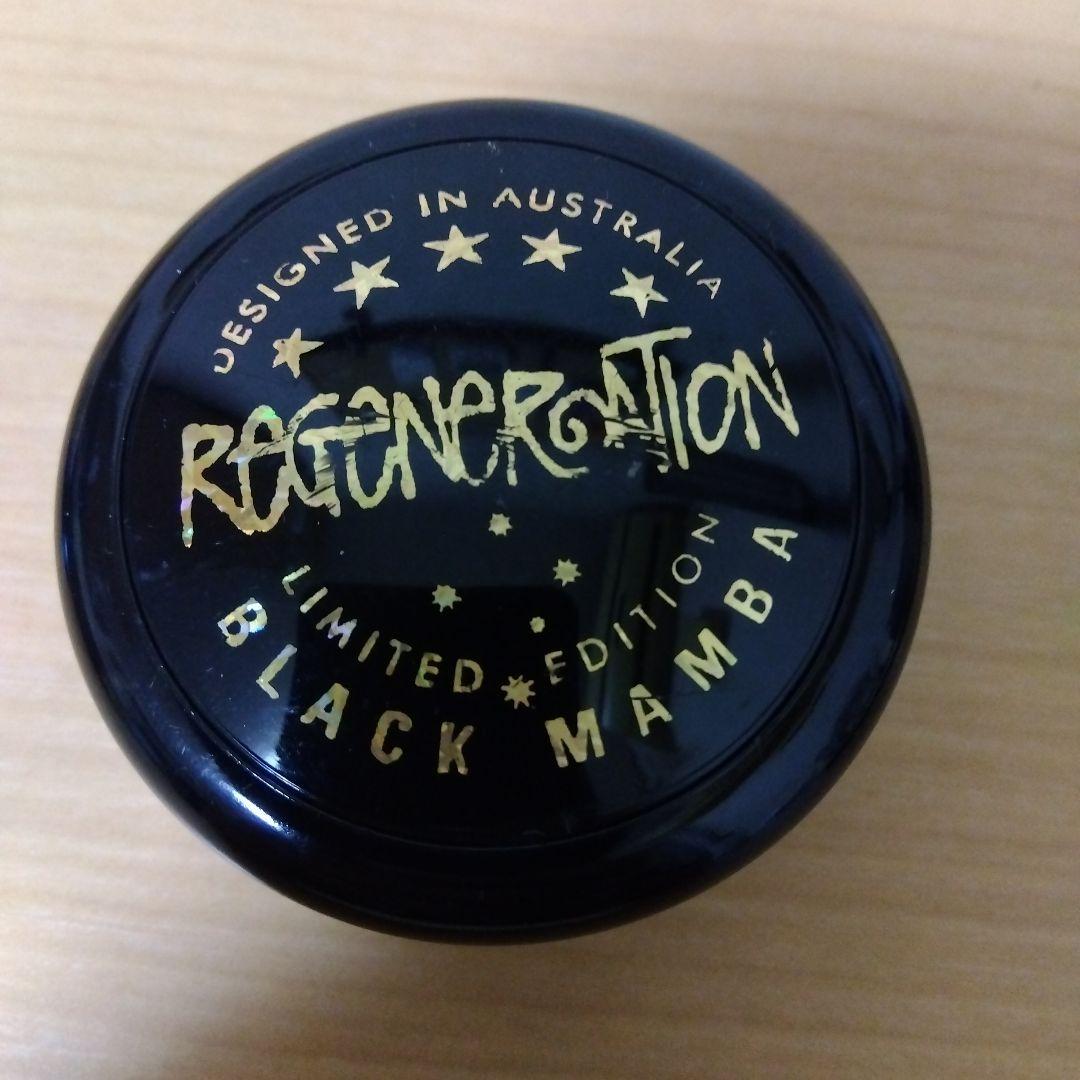 DESIGNED IN AUSTRALIA
REGENERATION
LIMITED EDITION
BLACK MAMBA